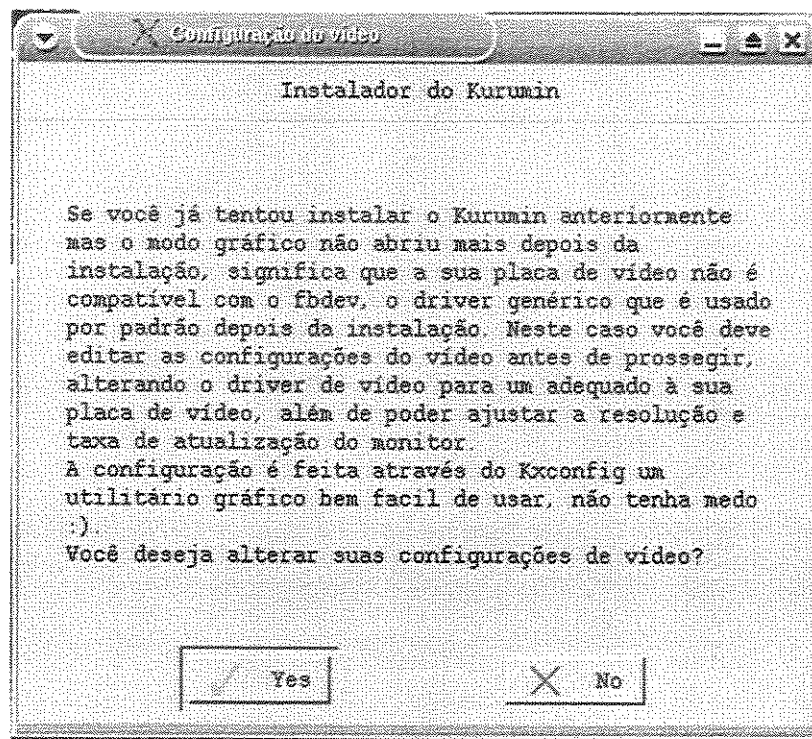 Configuração do vídeo
Instalador do Kurumin
Se você já tentou instalar o Kurumin anteriormente
mas o modo gráfico não abriu mais depois da
instalação, significa que a sua placa de vídeo não é
compatível com o fbdev, o driver genérico que é usado
por padrão depois da instalação. Neste caso você deve
editar as configurações do vídeo antes de prossegir,
alterando o driver de vídeo para um adequado à sua
placa de vídeo, além de poder ajustar a resolução e
taxa de atualização do monitor.
A configuração é feita através do Kxconfig um
utilitário gráfico bem facil de usar, não tenha medo
:).
Você deseja alterar suas configurações de vídeo?
Yes
No